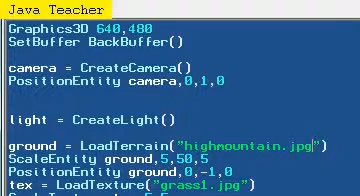 Java Teacher
Graphics3D 640,480
SetBuffer BackBuffer()
camera = CreateCamera()
PositionEntity camera,0,1,0
light = CreateLight()
ground = LoadTerrain("highmountain.jpg")
ScaleEntity ground,5,50,5
PositionEntity ground,0,-1,0
tex = LoadTexture("grass1.jpg")